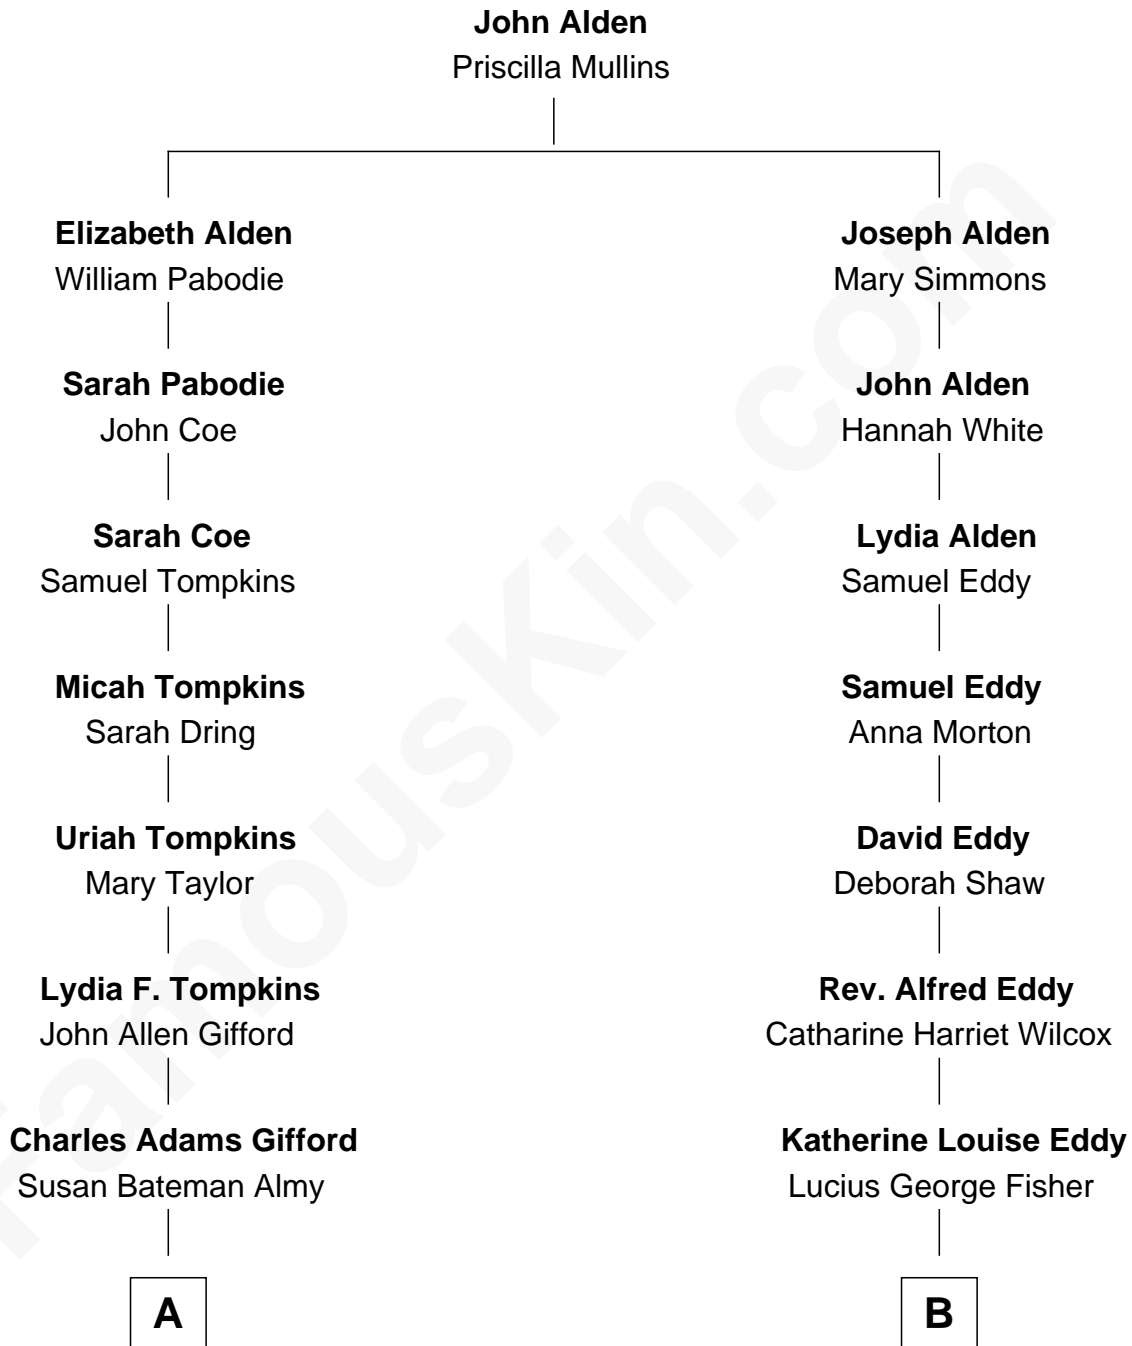 John Alden
Priscilla Mullins
Elizabeth Alden
William Pabodie
Joseph Alden
Mary Simmons
Sarah Pabodie
John Coe
John Alden
Hannah White
Sarah Coe
Samuel Tompkins
Lydia Alden
Samuel Eddy
Micah Tompkins
Sarah Dring
Samuel Eddy
Anna Morton
Uriah Tompkins
Mary Taylor
David Eddy
Deborah Shaw
Lydia F. Tompkins
John Allen Gifford
Rev. Alfred Eddy
Catharine Harriet Wilcox
Charles Adams Gifford
Susan Bateman Almy
Katherine Louise Eddy
Lucius George Fisher
A
B
FamousKin.com